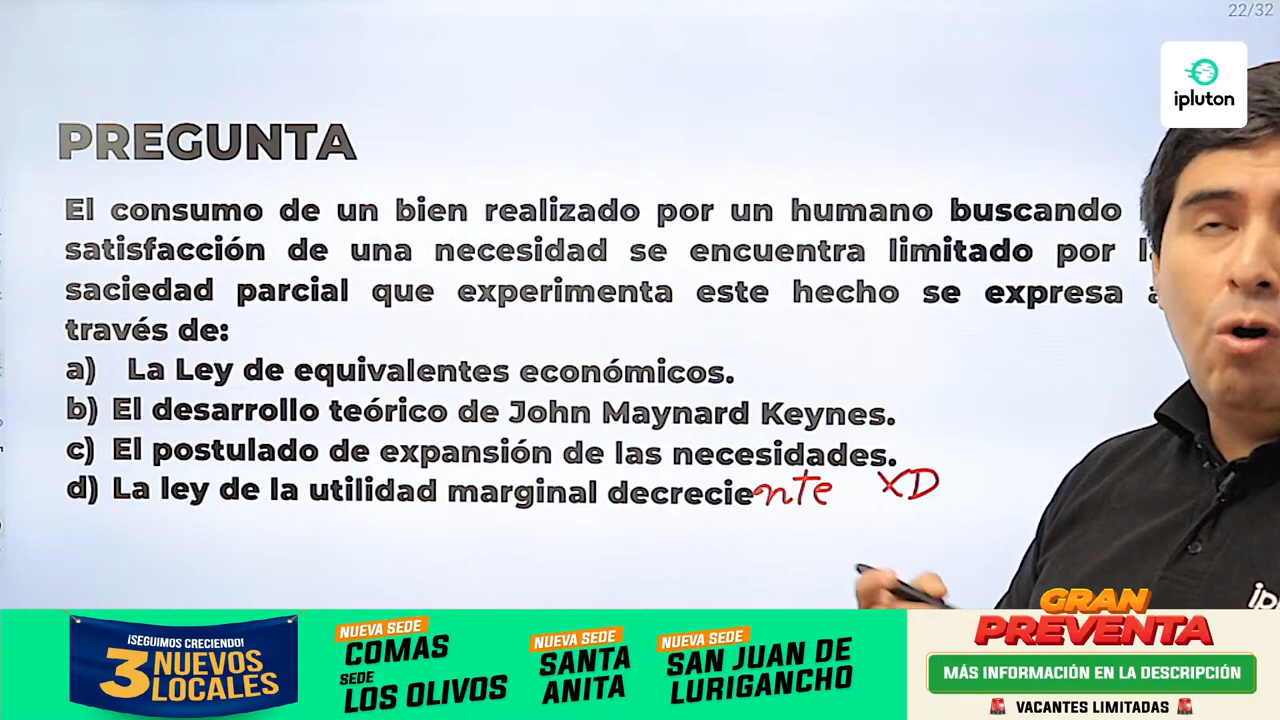 22/32
ipluton
PREGUNTA
El consumo de un bien realizado por un humano buscando
satisfacción de una necesidad se encuentra limitado por
saciedad parcial que experimenta este hecho se expresa a
través de:
a) La Ley de equivalentes económicos.
b) El desarrollo teórico de John Maynard Keynes.
c) El postulado de expansión de las necesidades.
d) La ley de la utilidad marginal decreciente XD
¡SEGUIMOS CRECIENDO!
3 NUEVOS
LOCALES
NUEVA SEDE
COMAS
SEDE
LOS OLIVOS
NUEVA SEDE
SANTA
ANITA
NUEVA SEDE
SAN JUAN DE
LURIGANCHO
GRAN
PREVENTA
MÁS INFORMACIÓN EN LA DESCRIPCIÓN
VACANTES LIMITADAS